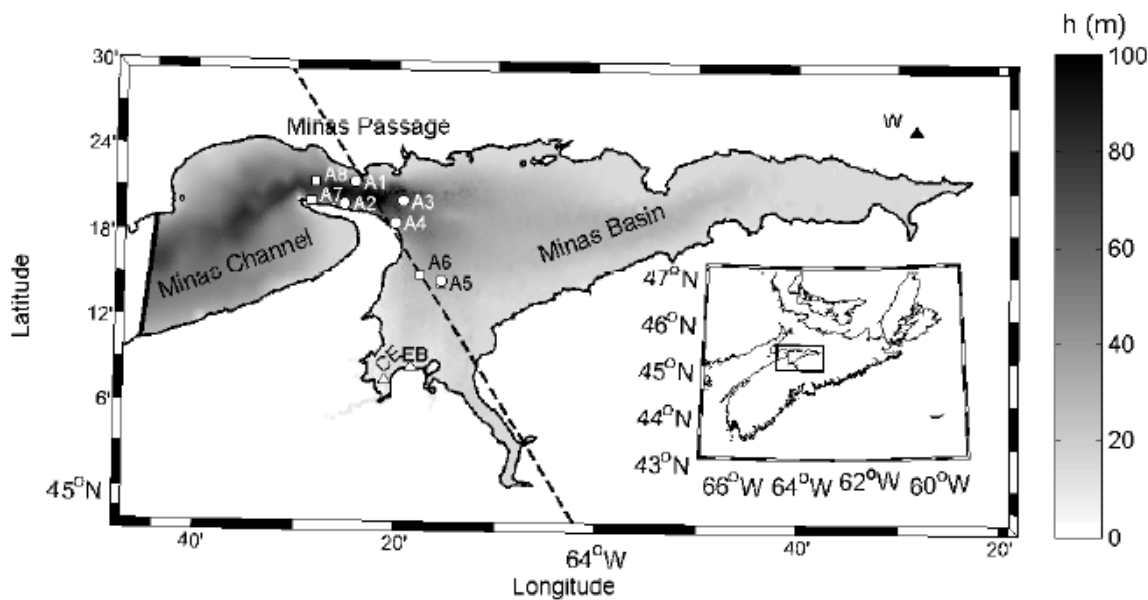 h (m)
30'
100
24'
Minas Passage
W
80
A8
A1
A7
A2
A3
18'
A4
Minas Basin
60
Minas Channel
A6
A5
47°N
Latitude
12'
46°N
40
EB
45°N
6'
44°N
20
43°N
45°N
66°W 64°W 62°W 60°W
0
40'
20'
64°W
40'
20'
Longitude